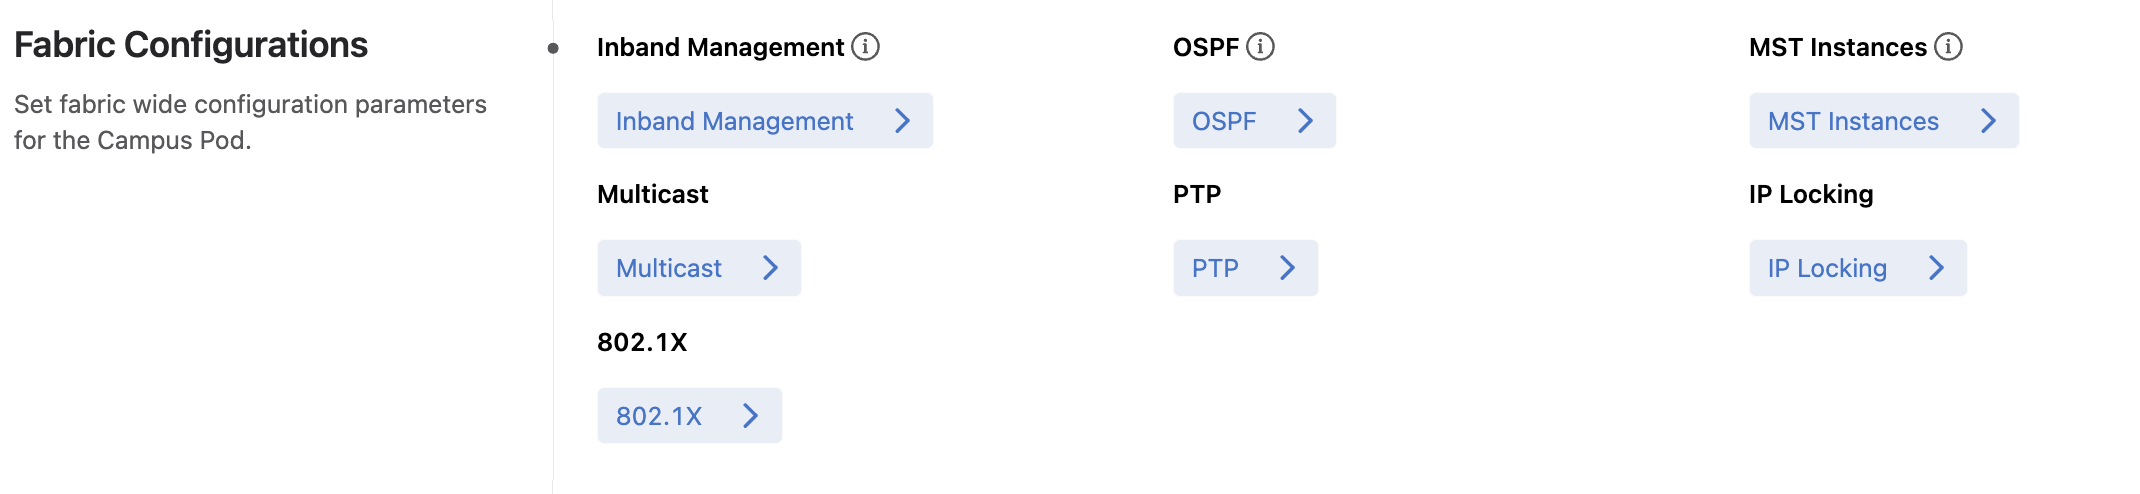 Fabric Configurations
Set fabric wide configuration parameters
for the Campus Pod.
Inband Management
OSPF
MST Instances
Inband Management
OSPF
MST Instances
Multicast
PTP
IP Locking
Multicast
PTP
IP Locking
802.1X
802.1X